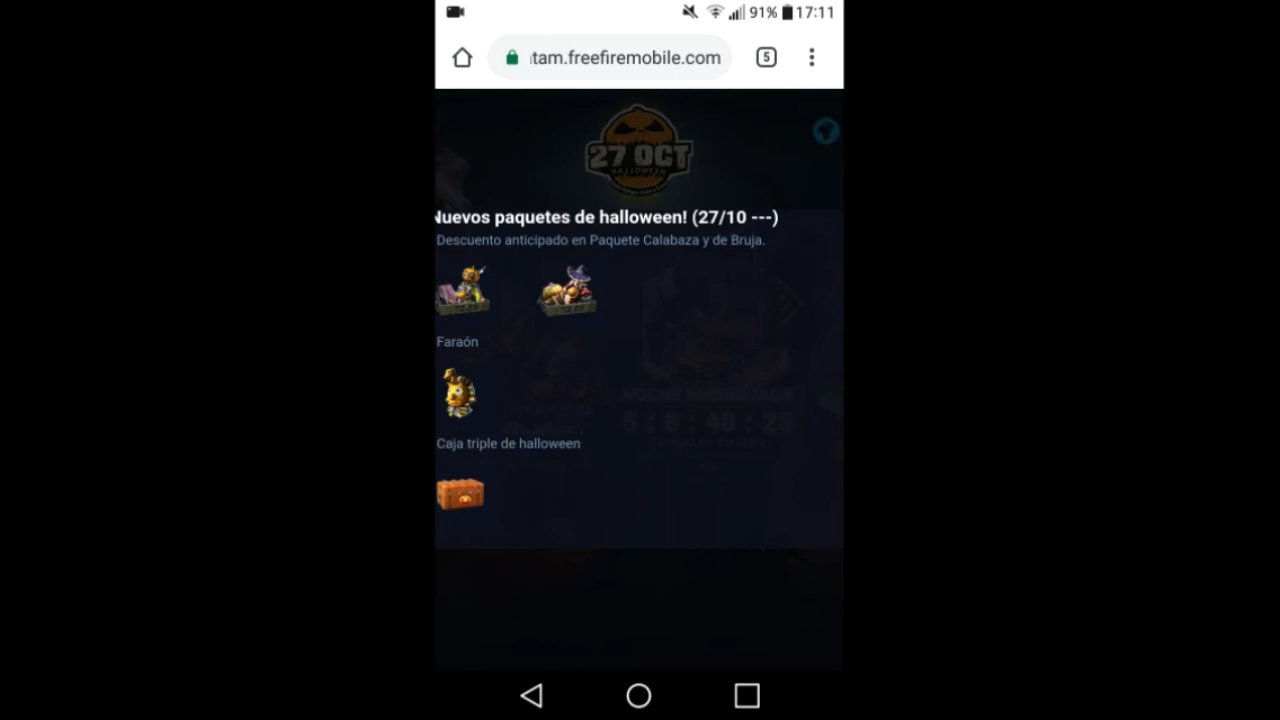 91% 17:11
tam.freefiremobile.com 5
27 OCT
HALLOWEEN
Nuevos paquetes de halloween! (27/10 ---)
Descuento anticipado en Paquete Calabaza y de Bruja.
Faraón
Caja triple de halloween